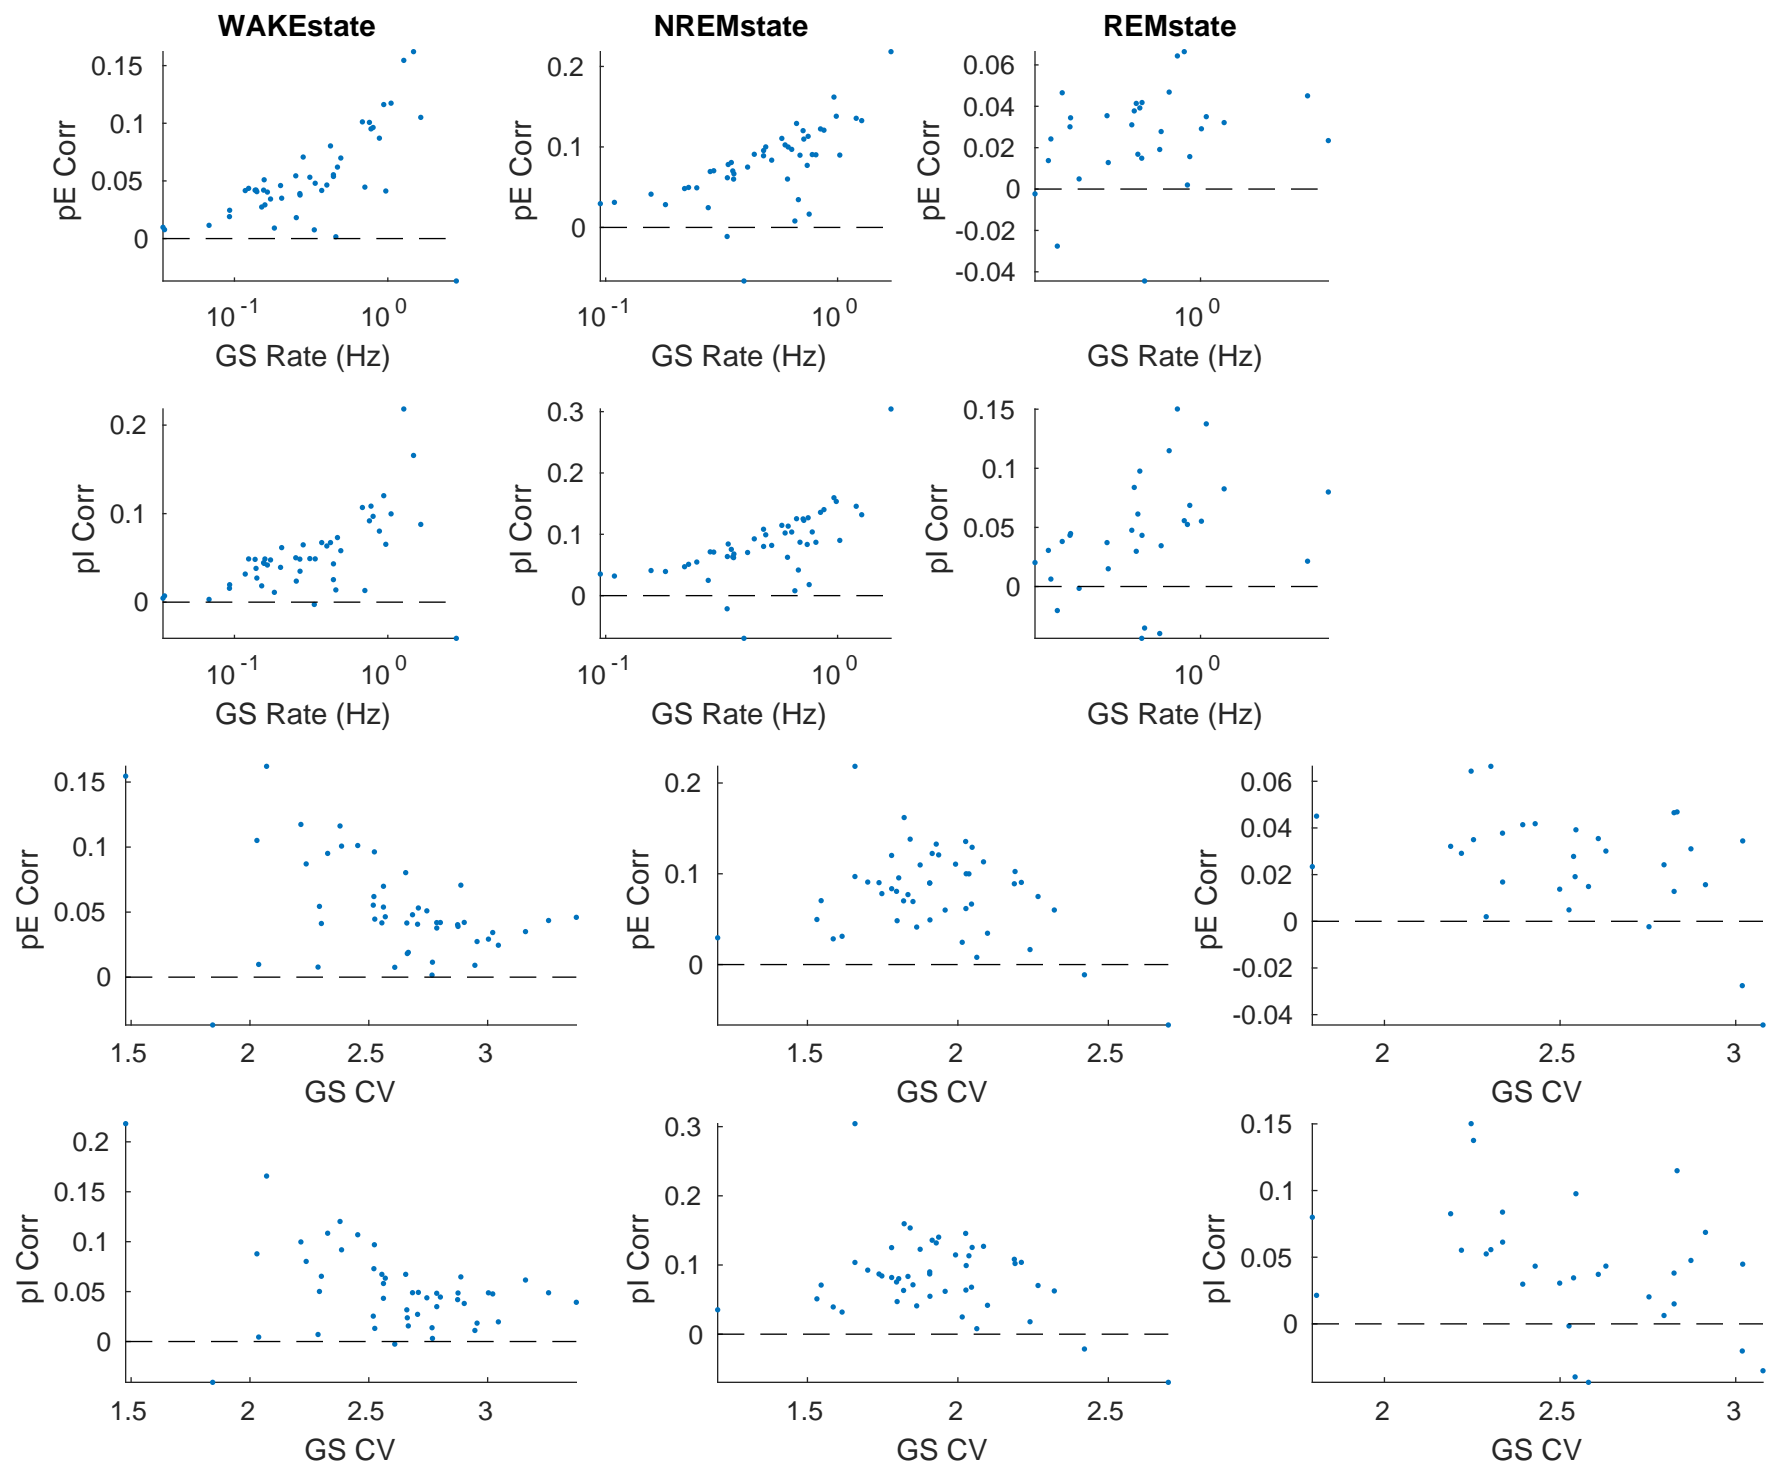 WAKEstate NREMstate REMstate
0.15 0.1 0.05 0 pE Corr 10^-1 10^0 GS Rate (Hz)
0.2 0.1 0 pE Corr 10^-1 10^0 GS Rate (Hz)
0.06 0.04 0.02 0 -0.02 -0.04 pE Corr 10^0 GS Rate (Hz)
0.2 0.1 0 pI Corr 10^-1 10^0 GS Rate (Hz)
0.3 0.2 0.1 0 pI Corr 10^-1 10^0 GS Rate (Hz)
0.15 0.1 0.05 0 pI Corr 10^0 GS Rate (Hz)
0.15 0.1 0.05 0 pE Corr 1.5 2 2.5 3 GS CV
0.2 0.1 0 pE Corr 1.5 2 2.5 GS CV
0.06 0.04 0.02 0 -0.02 -0.04 pE Corr 2 2.5 3 GS CV
0.2 0.15 0.1 0.05 0 pI Corr 1.5 2 2.5 3 GS CV
0.3 0.2 0.1 0 pI Corr 1.5 2 2.5 GS CV
0.15 0.1 0.05 0 pI Corr 2 2.5 3 GS CV